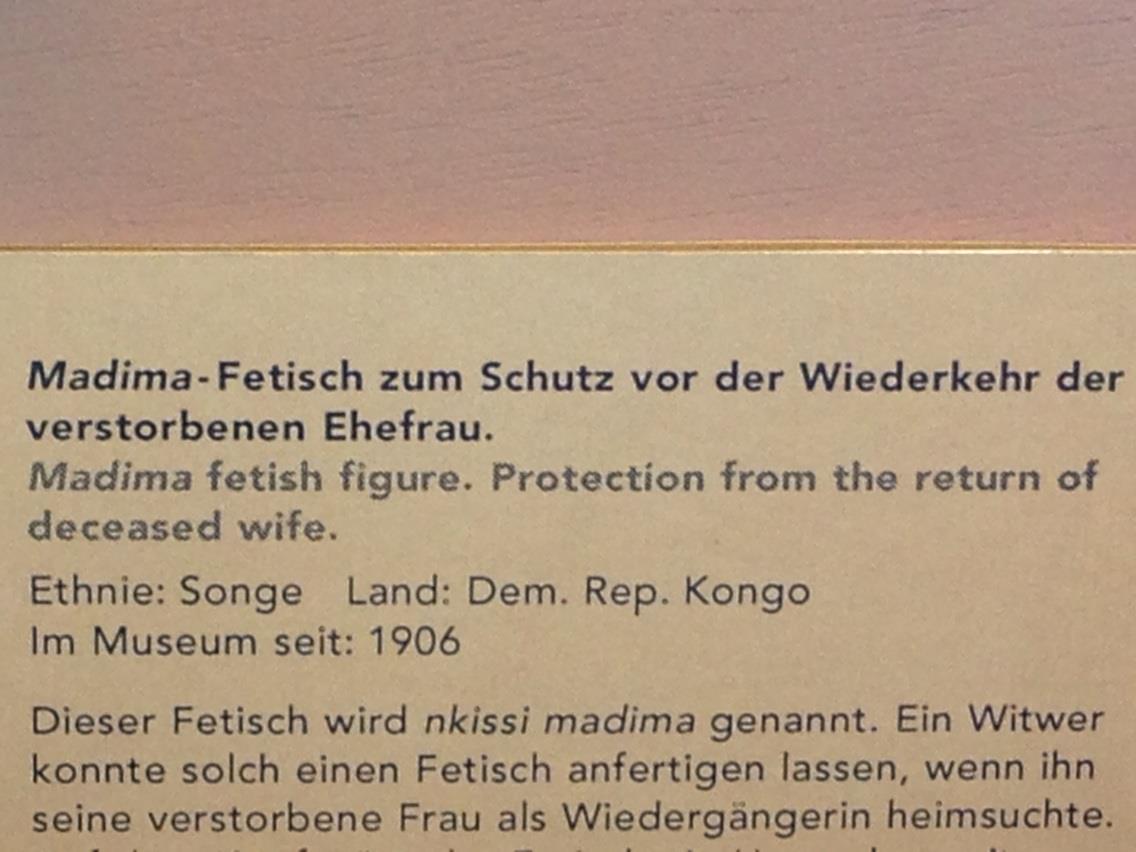 Madima-Fetisch zum Schutz vor der Wiederkehr der
verstorbenen Ehefrau.
Madima fetish figure. Protection from the return of
deceased wife.
Ethnie: Songe Land: Dem. Rep. Kongo
Im Museum seit: 1906
Dieser Fetisch wird nkissi madima genannt. Ein Witwer
konnte solch einen Fetisch anfertigen lassen, wenn ihn
seine verstorbene Frau als Wiedergängerin heimsuchte.